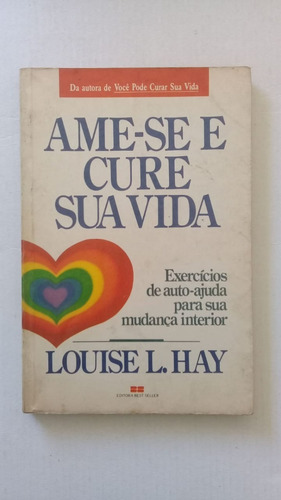 Da autora de Você Pode Curar Sua Vida
AME-SE E
CURE
SUA VIDA
Exercícios
de auto-ajuda
para sua
mudança interior
LOUISE L. HAY
EDITORA BEST SELLER